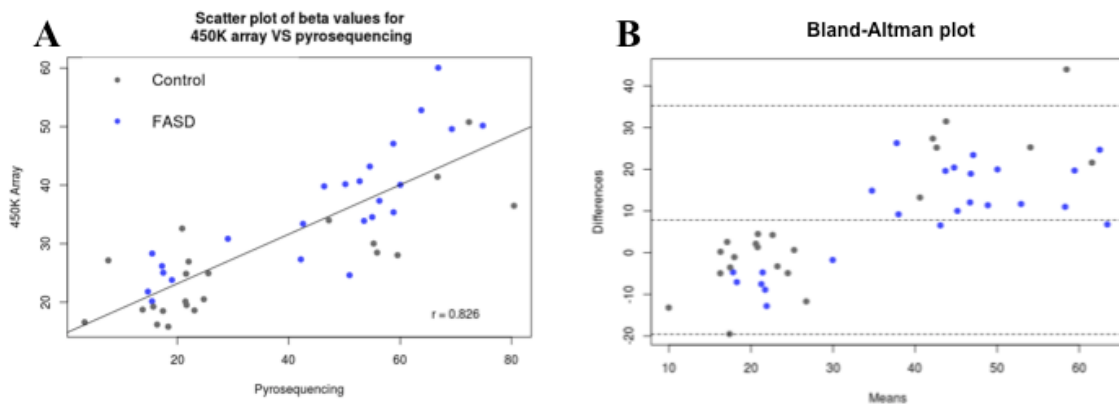 A
Scatter plot of beta values for
450K array VS pyrosequencing
Control
FASD
60
50
40
30
20
450K Array
r = 0.826
20
40
60
80
Pyrosequencing
B
Bland-Altman plot
40
30
20
10
0
-10
-20
Differences
10
20
30
40
50
60
Means